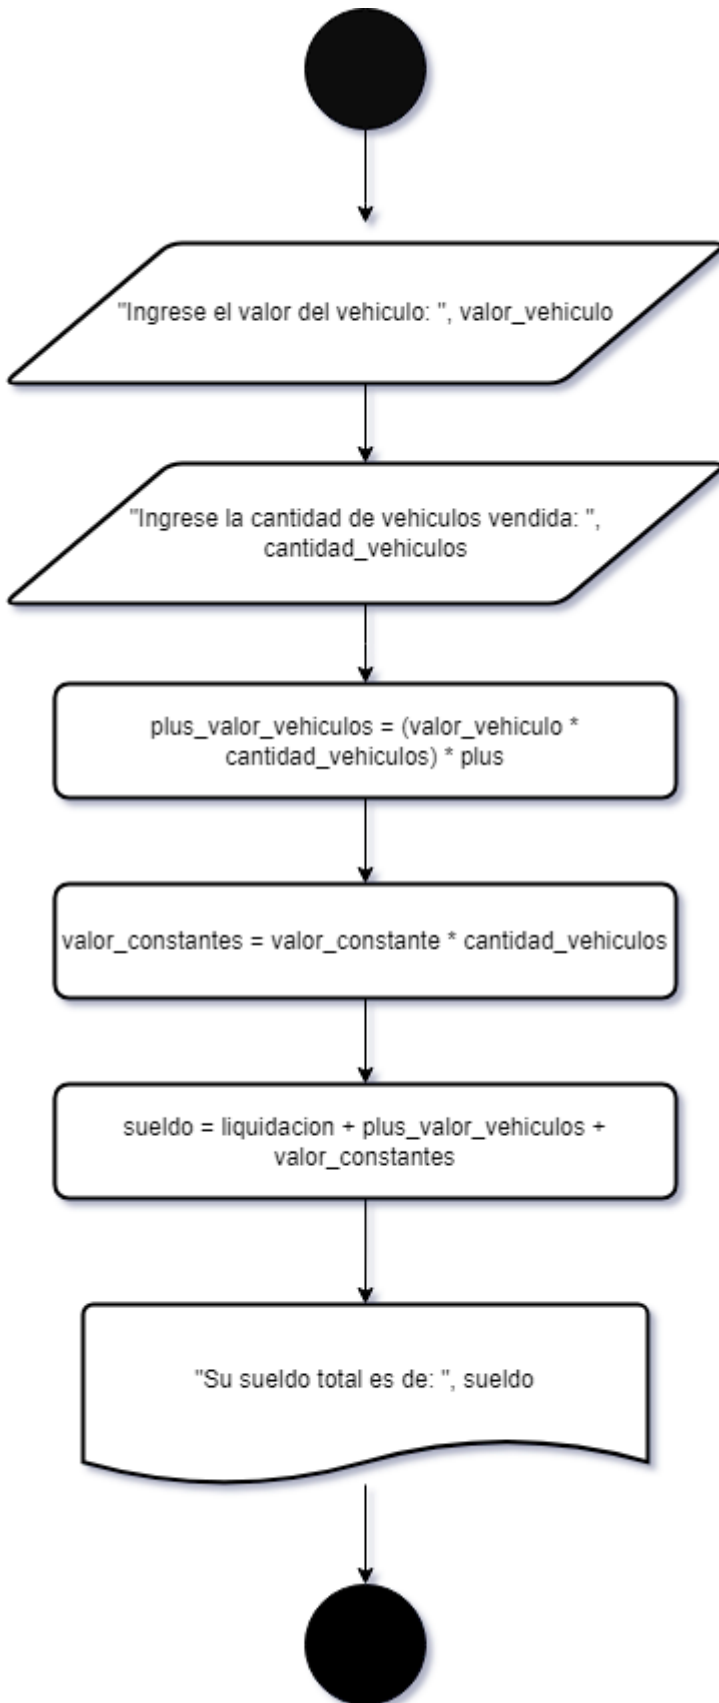 "Ingrese el valor del vehiculo: ", valor_vehiculo
"Ingrese la cantidad de vehiculos vendida: ",
cantidad_vehiculos
plus_valor_vehiculos = (valor_vehiculo *
cantidad_vehiculos) * plus
valor_constantes = valor_constante * cantidad_vehiculos
sueldo = liquidacion + plus_valor_vehiculos +
valor_constantes
"Su sueldo total es de: ", sueldo